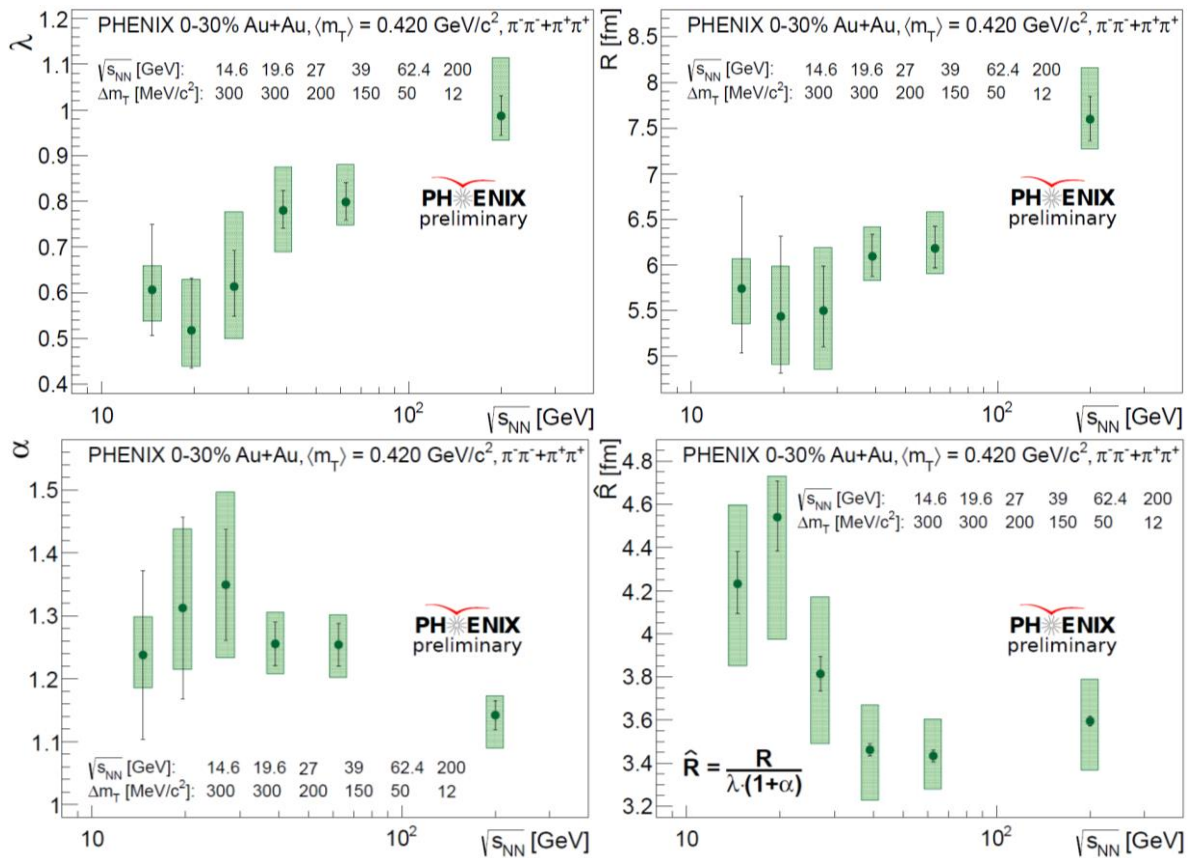 PHENIX 0-30% Au+Au, ⟨m_T⟩ = 0.420 GeV/c², π⁻π⁻+π⁺π⁺
√s_NN [GeV]: 14.6 19.6 27 39 62.4 200
Δm_T [MeV/c²]: 300 300 200 150 50 12
λ
1.2
1.1
1
0.9
0.8
0.7
0.6
0.5
0.4
PHENIX
preliminary
10 10² √s_NN [GeV]
PHENIX 0-30% Au+Au, ⟨m_T⟩ = 0.420 GeV/c², π⁻π⁻+π⁺π⁺
√s_NN [GeV]: 14.6 19.6 27 39 62.4 200
Δm_T [MeV/c²]: 300 300 200 150 50 12
R [fm]
8.5
8
7.5
7
6.5
6
5.5
5
PHENIX
preliminary
10 10² √s_NN [GeV]
PHENIX 0-30% Au+Au, ⟨m_T⟩ = 0.420 GeV/c², π⁻π⁻+π⁺π⁺
α
1.5
1.4
1.3
1.2
1.1
1
PHENIX
preliminary
√s_NN [GeV]: 14.6 19.6 27 39 62.4 200
Δm_T [MeV/c²]: 300 300 200 150 50 12
10 10² √s_NN [GeV]
PHENIX 0-30% Au+Au, ⟨m_T⟩ = 0.420 GeV/c², π⁻π⁻+π⁺π⁺
√s_NN [GeV]: 14.6 19.6 27 39 62.4 200
Δm_T [MeV/c²]: 300 300 200 150 50 12
R̂ [fm]
4.8
4.6
4.4
4.2
4
3.8
3.6
3.4
3.2
PHENIX
preliminary
R̂ = R / λ·(1+α)
10 10² √s_NN [GeV]